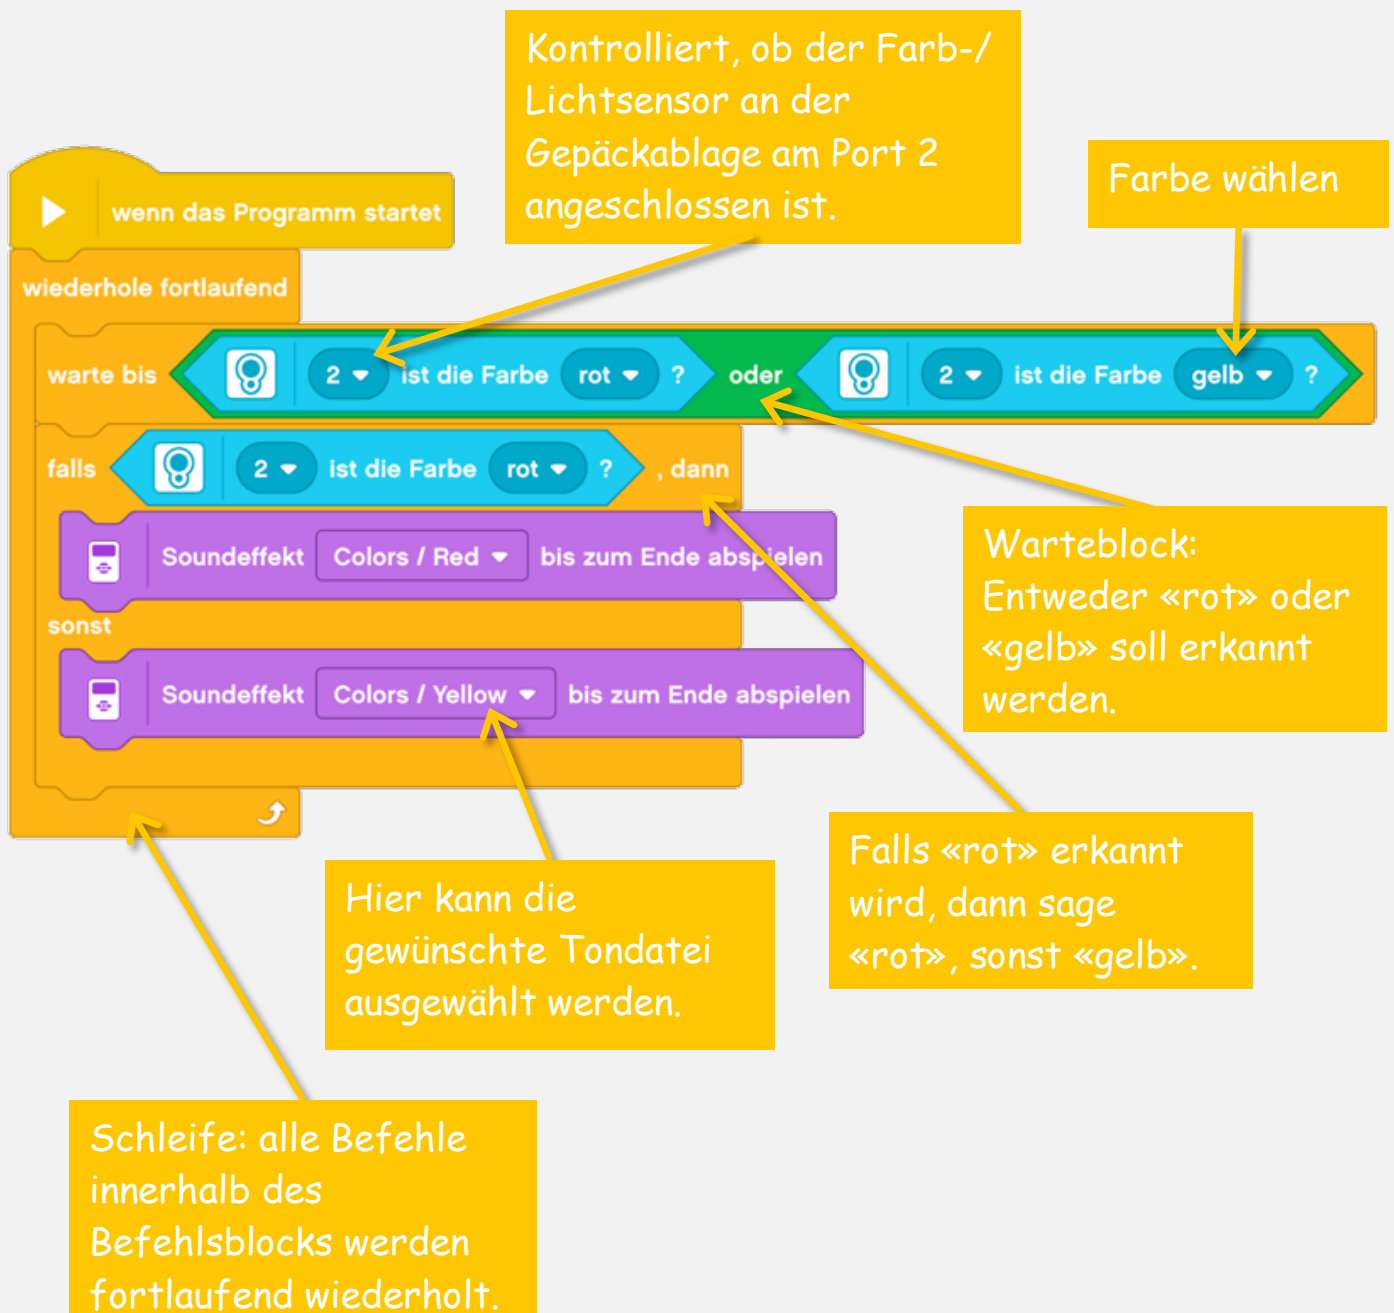 Kontrolliert, ob der Farb-/
Lichtsensor an der
Gepäckablage am Port 2
angeschlossen ist.
Farbe wählen
wenn das Programm startet
wiederhole fortlaufend
warte bis 2 ist die Farbe rot ? oder 2 ist die Farbe gelb ?
falls 2 ist die Farbe rot ? , dann
Soundeffekt Colors / Red bis zum Ende abspielen
sonst
Soundeffekt Colors / Yellow bis zum Ende abspielen
Warteblock:
Entweder «rot» oder
«gelb» soll erkannt
werden.
Falls «rot» erkannt
wird, dann sage
«rot», sonst «gelb».
Hier kann die
gewünschte Tondatei
ausgewählt werden.
Schleife: alle Befehle
innerhalb des
Befehlsblocks werden
fortlaufend wiederholt.